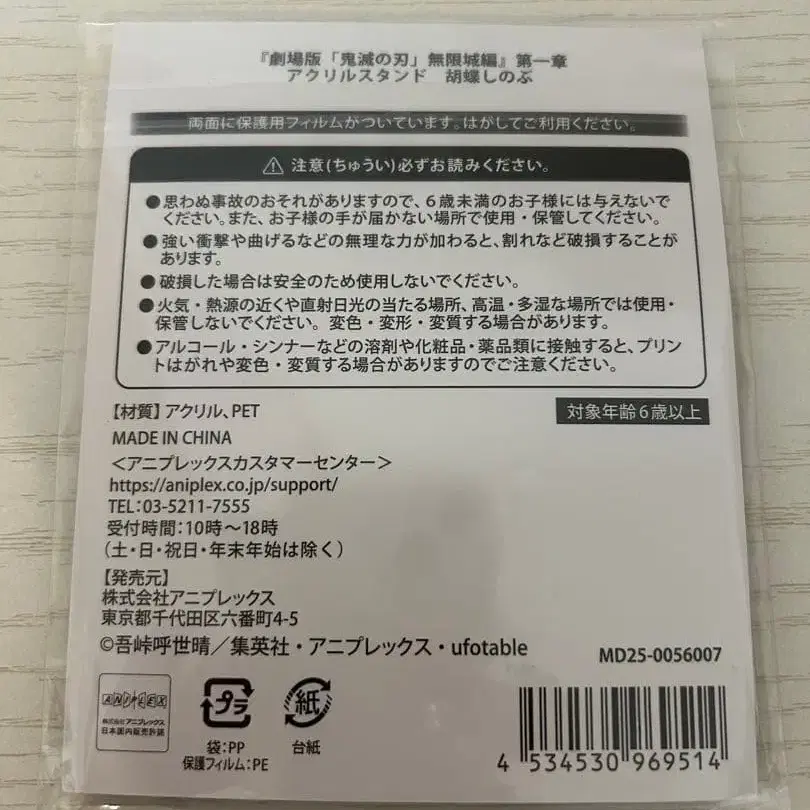 『劇場版「鬼滅の刃」無限城編』第一章
アクリルスタンド 胡蝶しのぶ
両面に保護用フィルムがついています。はがしてご利用ください。
注意(ちゅうい)必ずお読みください。
●思わぬ事故のおそれがありますので、6歳未満のお子様には与えないで
ください。また、お子様の手が届かない場所で使用・保管してください。
●強い衝撃や曲げるなどの無理な力が加わると、割れなど破損することが
あります。
●破損した場合は安全のため使用しないでください。
●火気・熱源の近くや直射日光の当たる場所、高温・多湿な場所では使用・
保管しないでください。変色・変形・変質する場合があります。
●アルコール・シンナーなどの溶剤や化粧品・薬品類に接触すると、プリン
トはがれや変色・変質する場合がありますのでご注意ください。
【材質】アクリル、PET
対象年齢6歳以上
MADE IN CHINA
＜アニプレックスカスタマーセンター＞
https://aniplex.co.jp/support/
TEL:03-5211-7555
受付時間:10時～18時
(土・日・祝日・年末年始は除く)
【発売元】
株式会社アニプレックス
東京都千代田区六番町4-5
©吾峠呼世晴／集英社・アニプレックス・ufotable
MD25-0056007
ANIPLEX
株式会社アニプレックス
日本国内販売許諾
プラ
袋:PP
保護フィルム:PE
紙
台紙
4 534530 969514